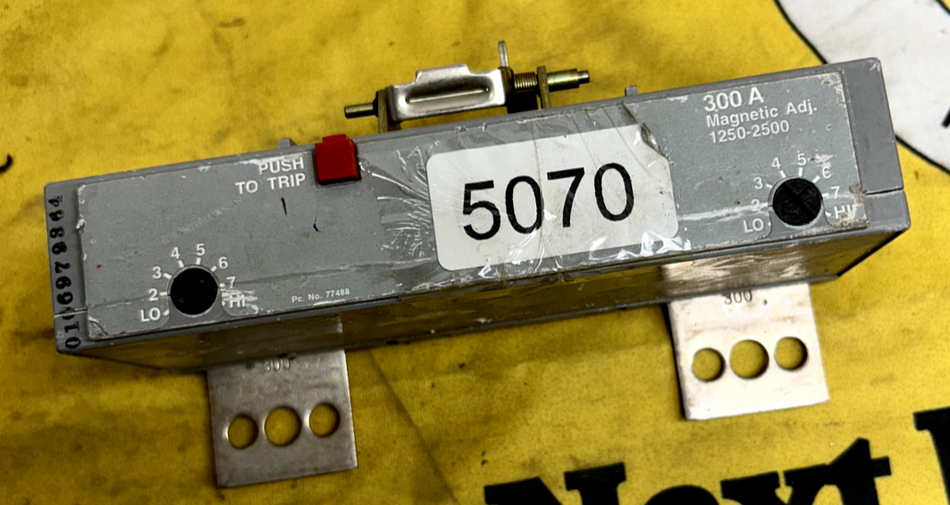 300 A
Magnetic Adj.
1250-2500
PUSH
TO TRIP
5070
LO 2 3 4 5 6 7 HI
LO 2 3 4 5 6 7 HI
Pc. No. 77488
300
300
Next